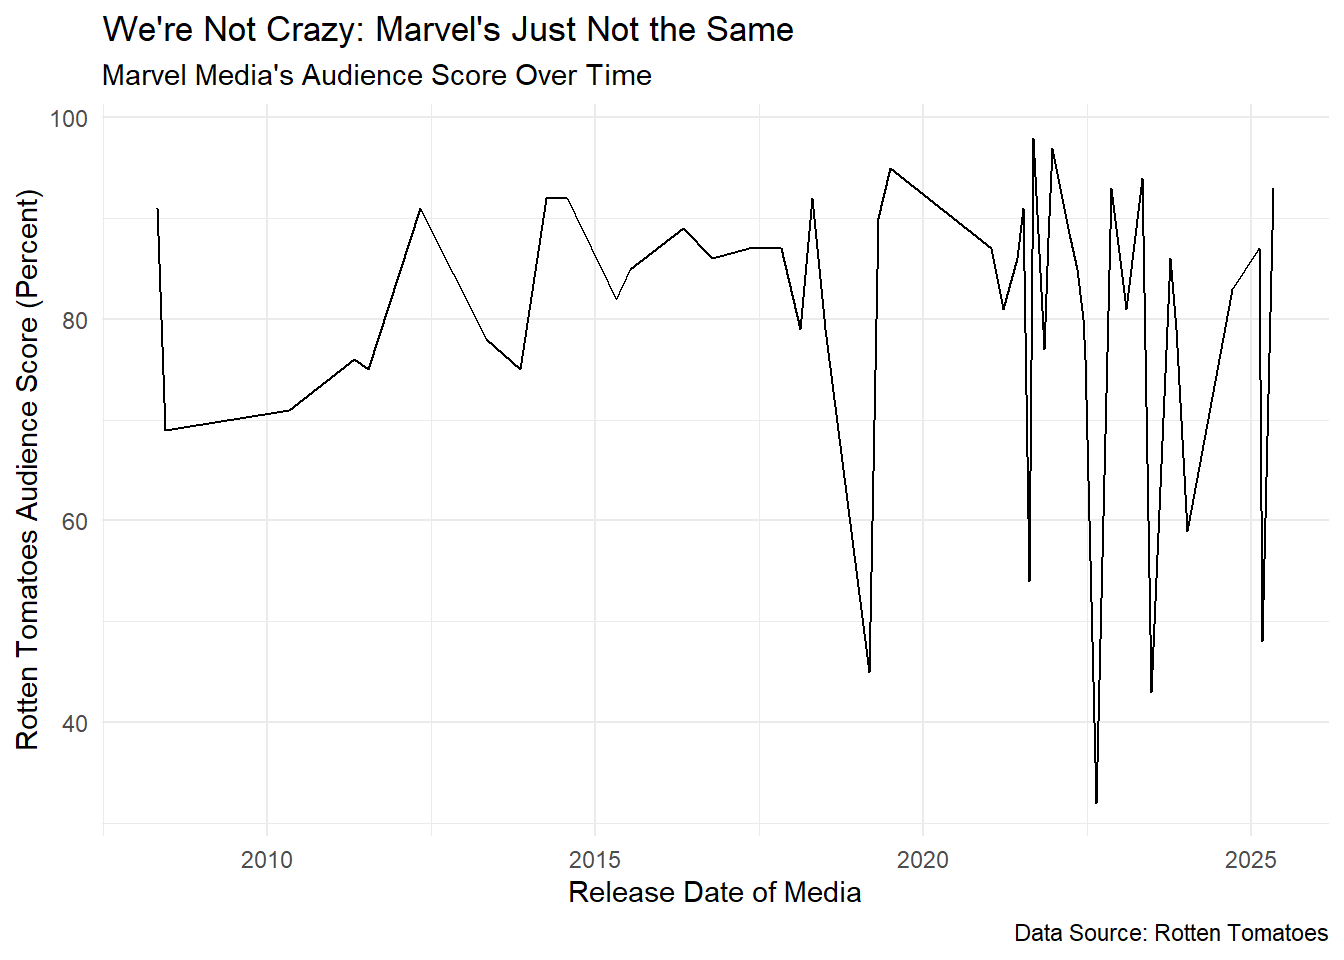 We're Not Crazy: Marvel's Just Not the Same
Marvel Media's Audience Score Over Time
Rotten Tomatoes Audience Score (Percent)
100
80
60
40
2010
2015
2020
2025
Release Date of Media
Data Source: Rotten Tomatoes